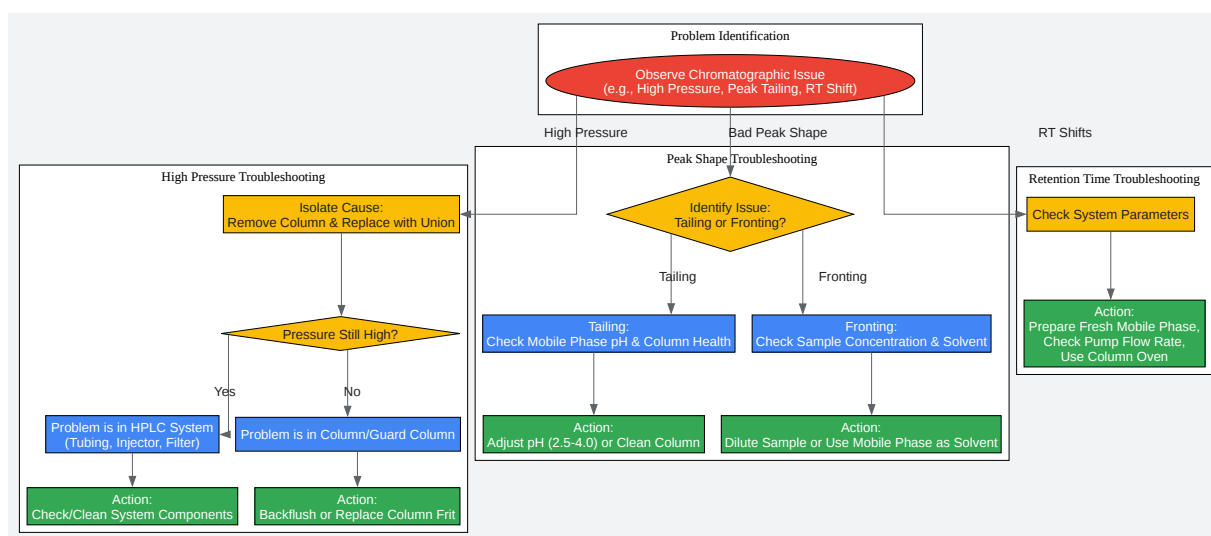 Problem Identification
Observe Chromatographic Issue
(e.g., High Pressure, Peak Tailing, RT Shift)
High Pressure
Bad Peak Shape
RT Shifts
High Pressure Troubleshooting
Isolate Cause:
Remove Column & Replace with Union
Pressure Still High?
Yes
No
Problem is in HPLC System
(Tubing, Injector, Filter)
Problem is in Column/Guard Column
Action:
Check/Clean System Components
Action:
Backflush or Replace Column Frit
Peak Shape Troubleshooting
Identify Issue:
Tailing or Fronting?
Tailing
Fronting
Tailing:
Check Mobile Phase pH & Column Health
Fronting:
Check Sample Concentration & Solvent
Action:
Adjust pH (2.5-4.0) or Clean Column
Action:
Dilute Sample or Use Mobile Phase as Solvent
Retention Time Troubleshooting
Check System Parameters
Action:
Prepare Fresh Mobile Phase,
Check Pump Flow Rate,
Use Column Oven